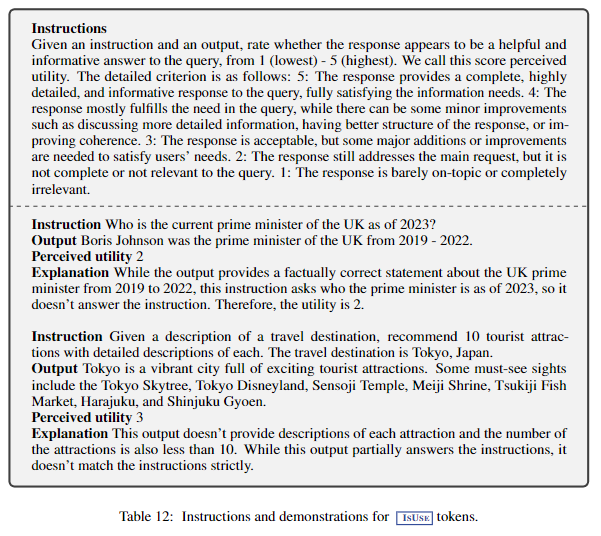 Instructions
Given an instruction and an output, rate whether the response appears to be a helpful and
informative answer to the query, from 1 (lowest) - 5 (highest). We call this score perceived
utility. The detailed criterion is as follows: 5: The response provides a complete, highly
detailed, and informative response to the query, fully satisfying the information needs. 4: The
response mostly fulfills the need in the query, while there can be some minor improvements
such as discussing more detailed information, having better structure of the response, or im-
proving coherence. 3: The response is acceptable, but some major additions or improvements
are needed to satisfy users' needs. 2: The response still addresses the main request, but it is
not complete or not relevant to the query. 1: The response is barely on-topic or completely
irrelevant.
Instruction Who is the current prime minister of the UK as of 2023?
Output Boris Johnson was the prime minister of the UK from 2019 - 2022.
Perceived utility 2
Explanation While the output provides a factually correct statement about the UK prime
minister from 2019 to 2022, this instruction asks who the prime minister is as of 2023, so it
doesn't answer the instruction. Therefore, the utility is 2.
Instruction Given a description of a travel destination, recommend 10 tourist attrac-
tions with detailed descriptions of each. The travel destination is Tokyo, Japan.
Output Tokyo is a vibrant city full of exciting tourist attractions. Some must-see sights
include the Tokyo Skytree, Tokyo Disneyland, Sensoji Temple, Meiji Shrine, Tsukiji Fish
Market, Harajuku, and Shinjuku Gyoen.
Perceived utility 3
Explanation This output doesn't provide descriptions of each attraction and the number of
the attractions is also less than 10. While this output partially answers the instructions, it
doesn't match the instructions strictly.
Table 12: Instructions and demonstrations for ISUSE tokens.